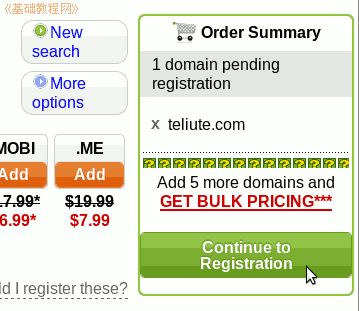 《基础教程网》
New
search
More
options
MOBI
.ME
Add
Add
17.99*
$19.99
6.99*
$7.99
ld I register these?
Order Summary
1 domain pending
registration
x teliute.com
Add 5 more domains and
GET BULK PRICING***
Continue to
Registration